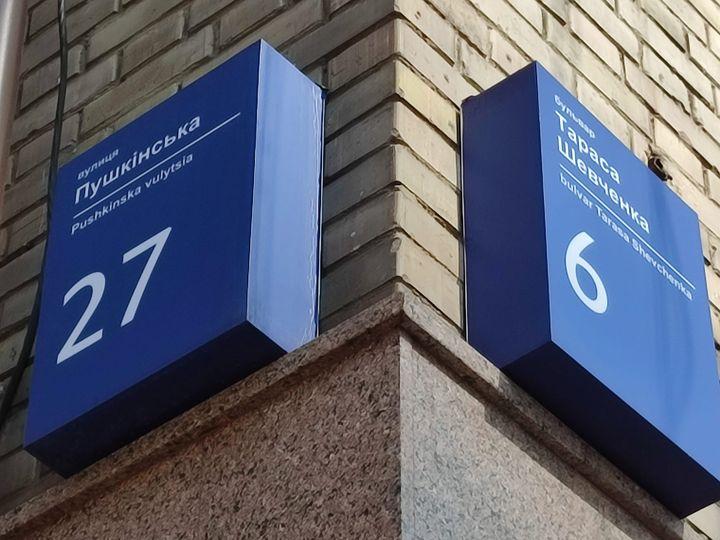 вулиця
Пушкінська
Pushkinska vulytsia
27
бульвар
Тараса
Шевченка
bulvar Tarasa Shevchenka
6